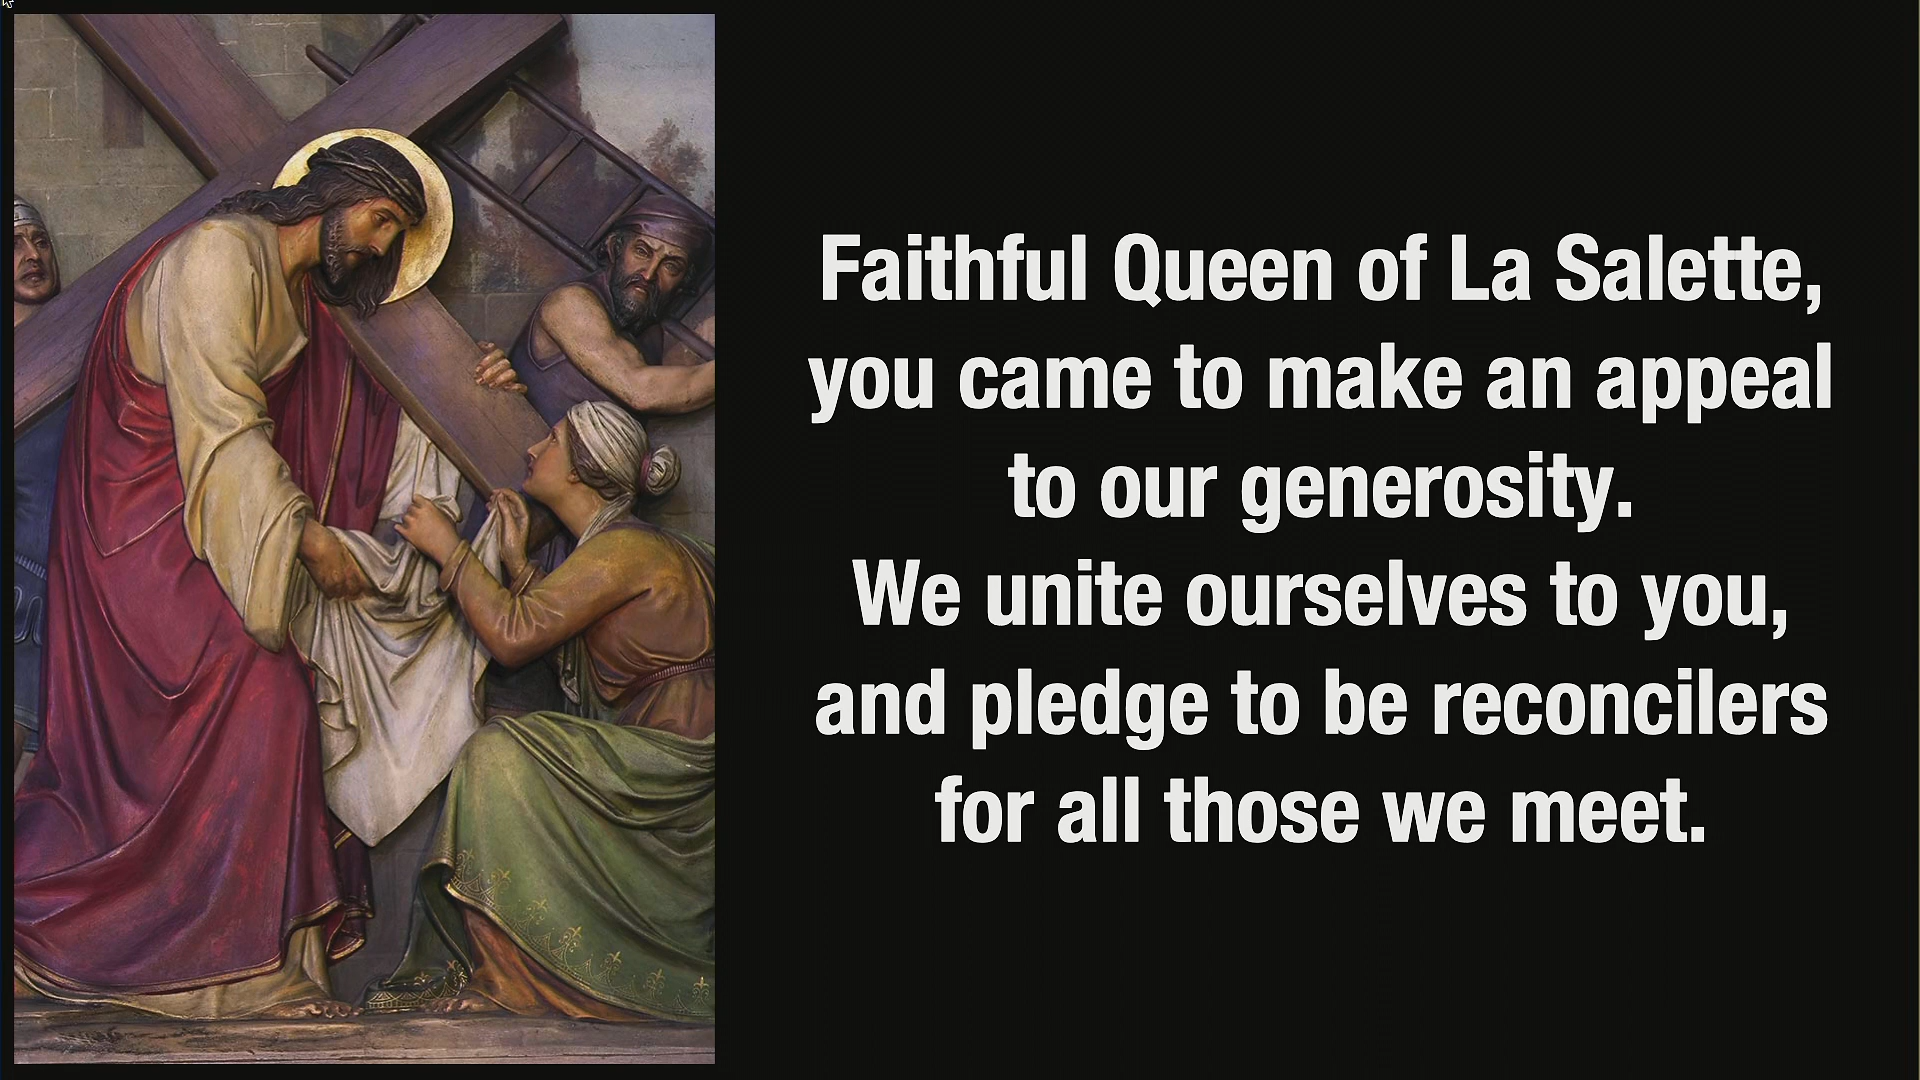 Faithful Queen of La Salette,
you came to make an appeal
to our generosity.
We unite ourselves to you,
and pledge to be reconcilers
for all those we meet.